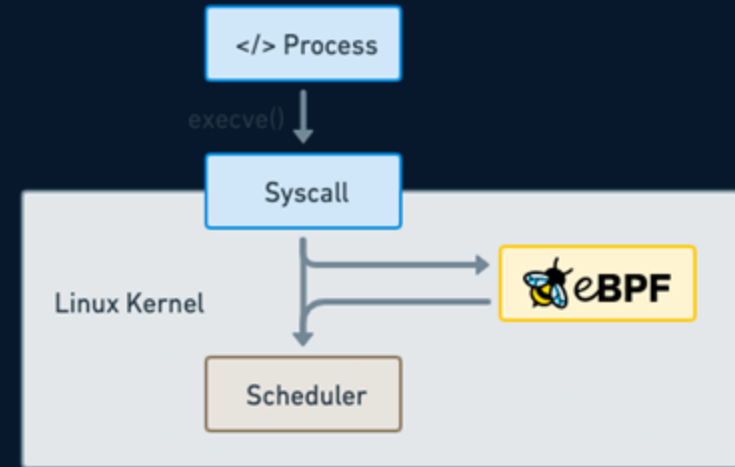 </> Process
execve()
Syscall
eBPF
Linux Kernel
Scheduler